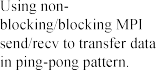 Using non-
blocking/blocking MPI
send/recv to transfer data
in ping-pong pattern.